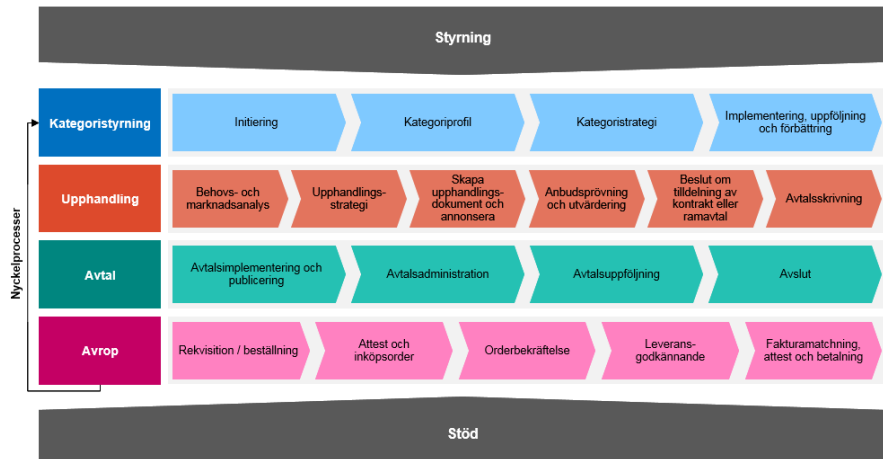 Styrning
Nyckelprocesser
Kategoristyrning
Initiering
Kategoriprofil
Kategoristrategi
Implementering, uppföljning
och förbättring
Upphandling
Behovs- och
marknadsanalys
Upphandlings-
strategi
Skapa
upphandlings-
dokument och
annonsera
Anbudsprövning
och utvärdering
Beslut om
tilldelning av
kontrakt eller
ramavtal
Avtalsskrivning
Avtal
Avtalsimplementering och
publicering
Avtalsadministration
Avtalsuppföljning
Avslut
Avrop
Rekvisition / beställning
Attest och
inköpsorder
Orderbekräftelse
Leverans-
godkännande
Fakturamatchning,
attest och betalning
Stöd